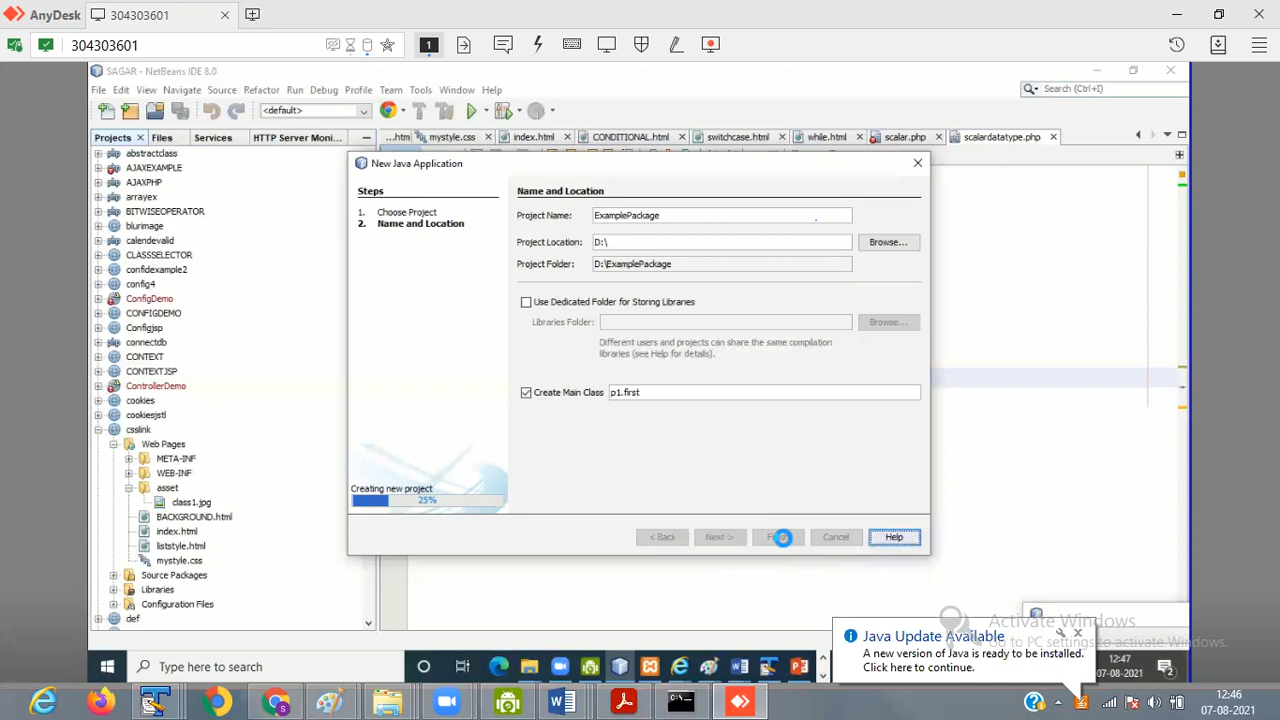 AnyDesk
304303601
304303601
1
SAGAR - NetBeans IDE 8.0
File Edit View Navigate Source Refactor Run Debug Profile Team Tools Window Help
Search (Ctrl+I)
<default>
Projects Files Services HTTP Server Moni...
...htm mystyle.css index.html CONDITIONAL.html switchcase.html while.html scalar.php scalardatatype.php
abstractclass
AJAXEXAMPLE
AJAXPHP
arrayex
BITWISEOPERATOR
blurimage
calendevalid
CLASSSELECTOR
confidexample2
config4
ConfigDemo
CONFIGDEMO
Configjsp
connectdb
CONTEXT
CONTEXTJSP
ControllerDemo
cookies
cookiesjstl
csslink
Web Pages
META-INF
WEB-INF
asset
class1.jpg
BACKGROUND.html
index.html
liststyle.html
mystyle.css
Source Packages
Libraries
Configuration Files
def
New Java Application
Steps
1. Choose Project
2. Name and Location
Creating new project
25%
Name and Location
Project Name: ExamplePackage
Project Location: D:\ Browse...
Project Folder: D:\ExamplePackage
Use Dedicated Folder for Storing Libraries
Libraries Folder: Browse...
Different users and projects can share the same compilation
libraries (see Help for details).
Create Main Class p1.first
< Back Next > Cancel Help
Activate Windows
Go to PC settings to activate Windows.
Java Update Available
A new version of Java is ready to be installed.
Click here to continue.
Type here to search
12:47
07-08-2021
2
12:46
07-08-2021